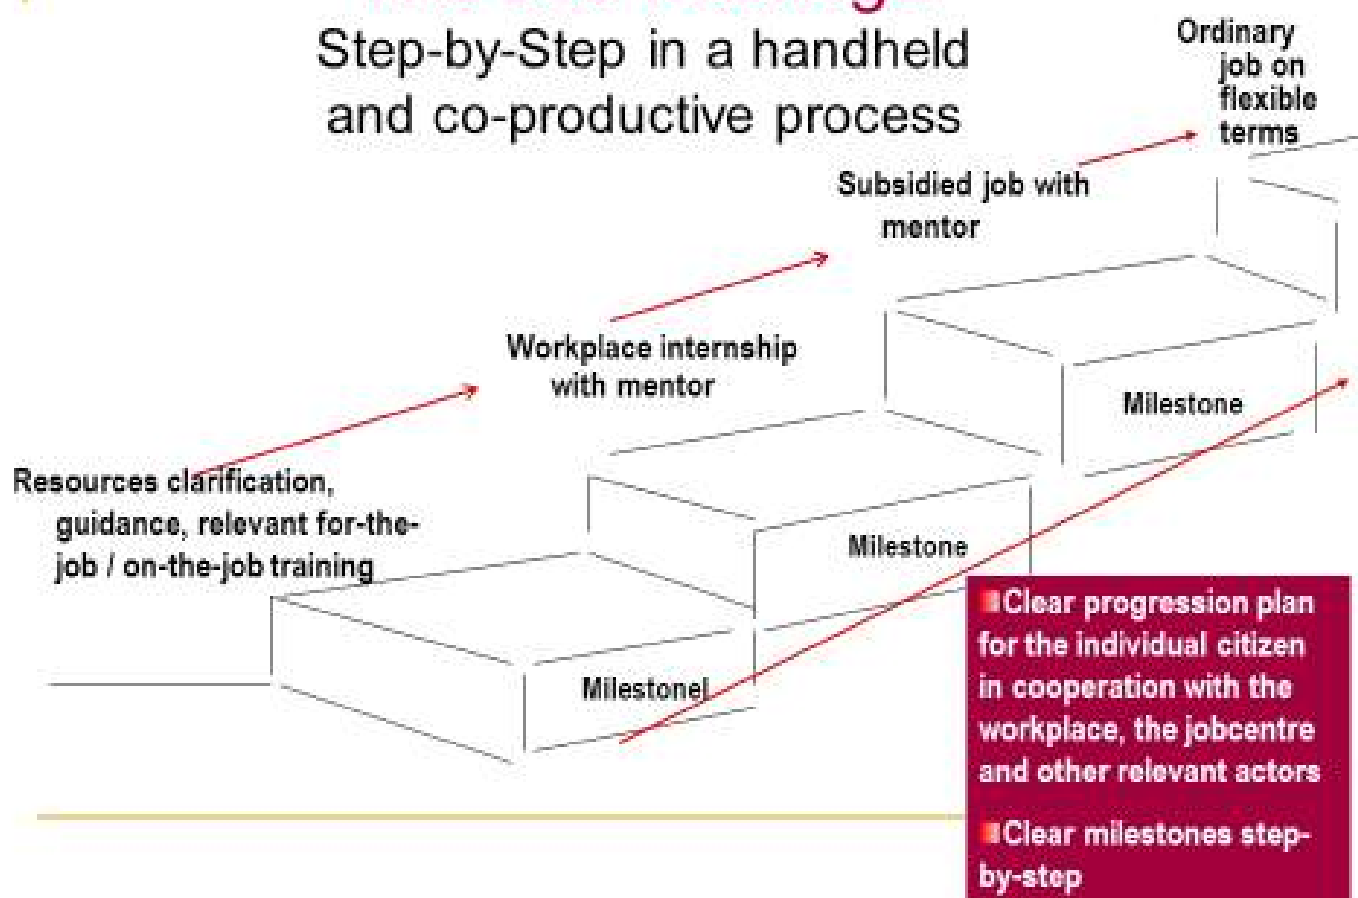 Step-by-Step in a handheld
and co-productive process
Ordinary
job on
flexible
terms
Subsidied job with
mentor
Workplace internship
with mentor
Resources clarification,
guidance, relevant for-the-
job / on-the-job training
Milestone
Milestone
Milestonel
Clear progression plan
for the individual citizen
in cooperation with the
workplace, the jobcentre
and other relevant actors
Clear milestones step-
by-step